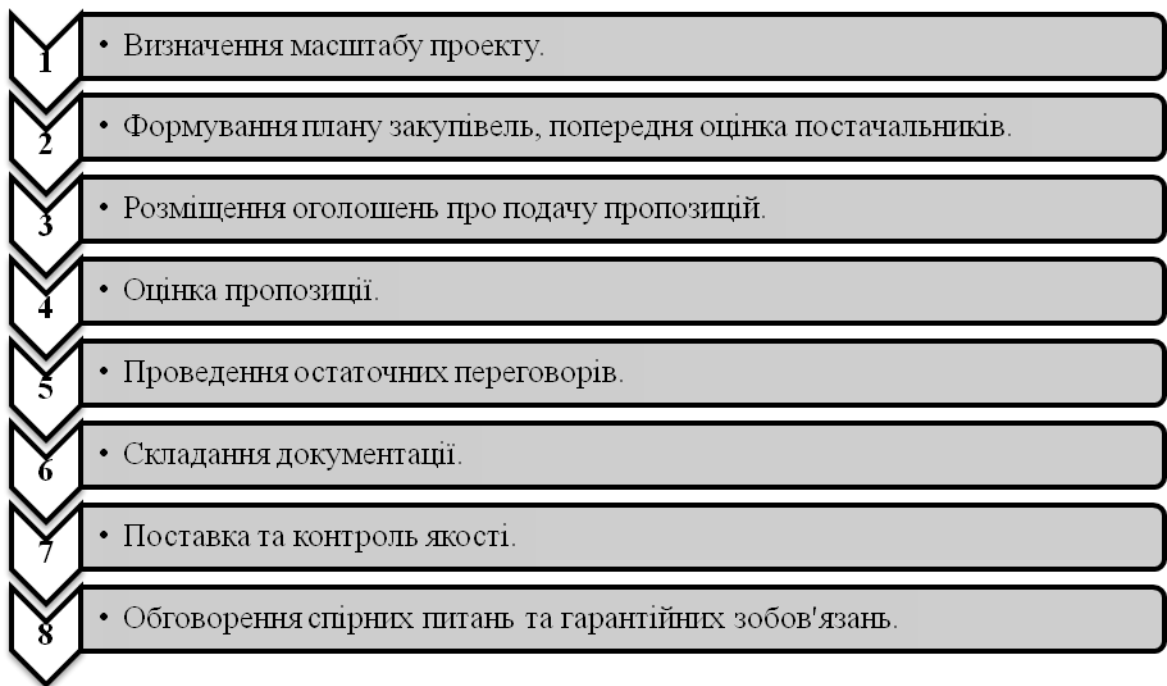 1
• Визначення масштабу проекту.
2
• Формування плану закупівель, попередня оцінка постачальників.
3
• Розміщення оголошень про подачу пропозицій.
4
• Оцінка пропозиції.
5
• Проведення остаточних переговорів.
6
• Складання документації.
7
• Поставка та контроль якості.
8
• Обговорення спірних питань та гарантійних зобов'язань.